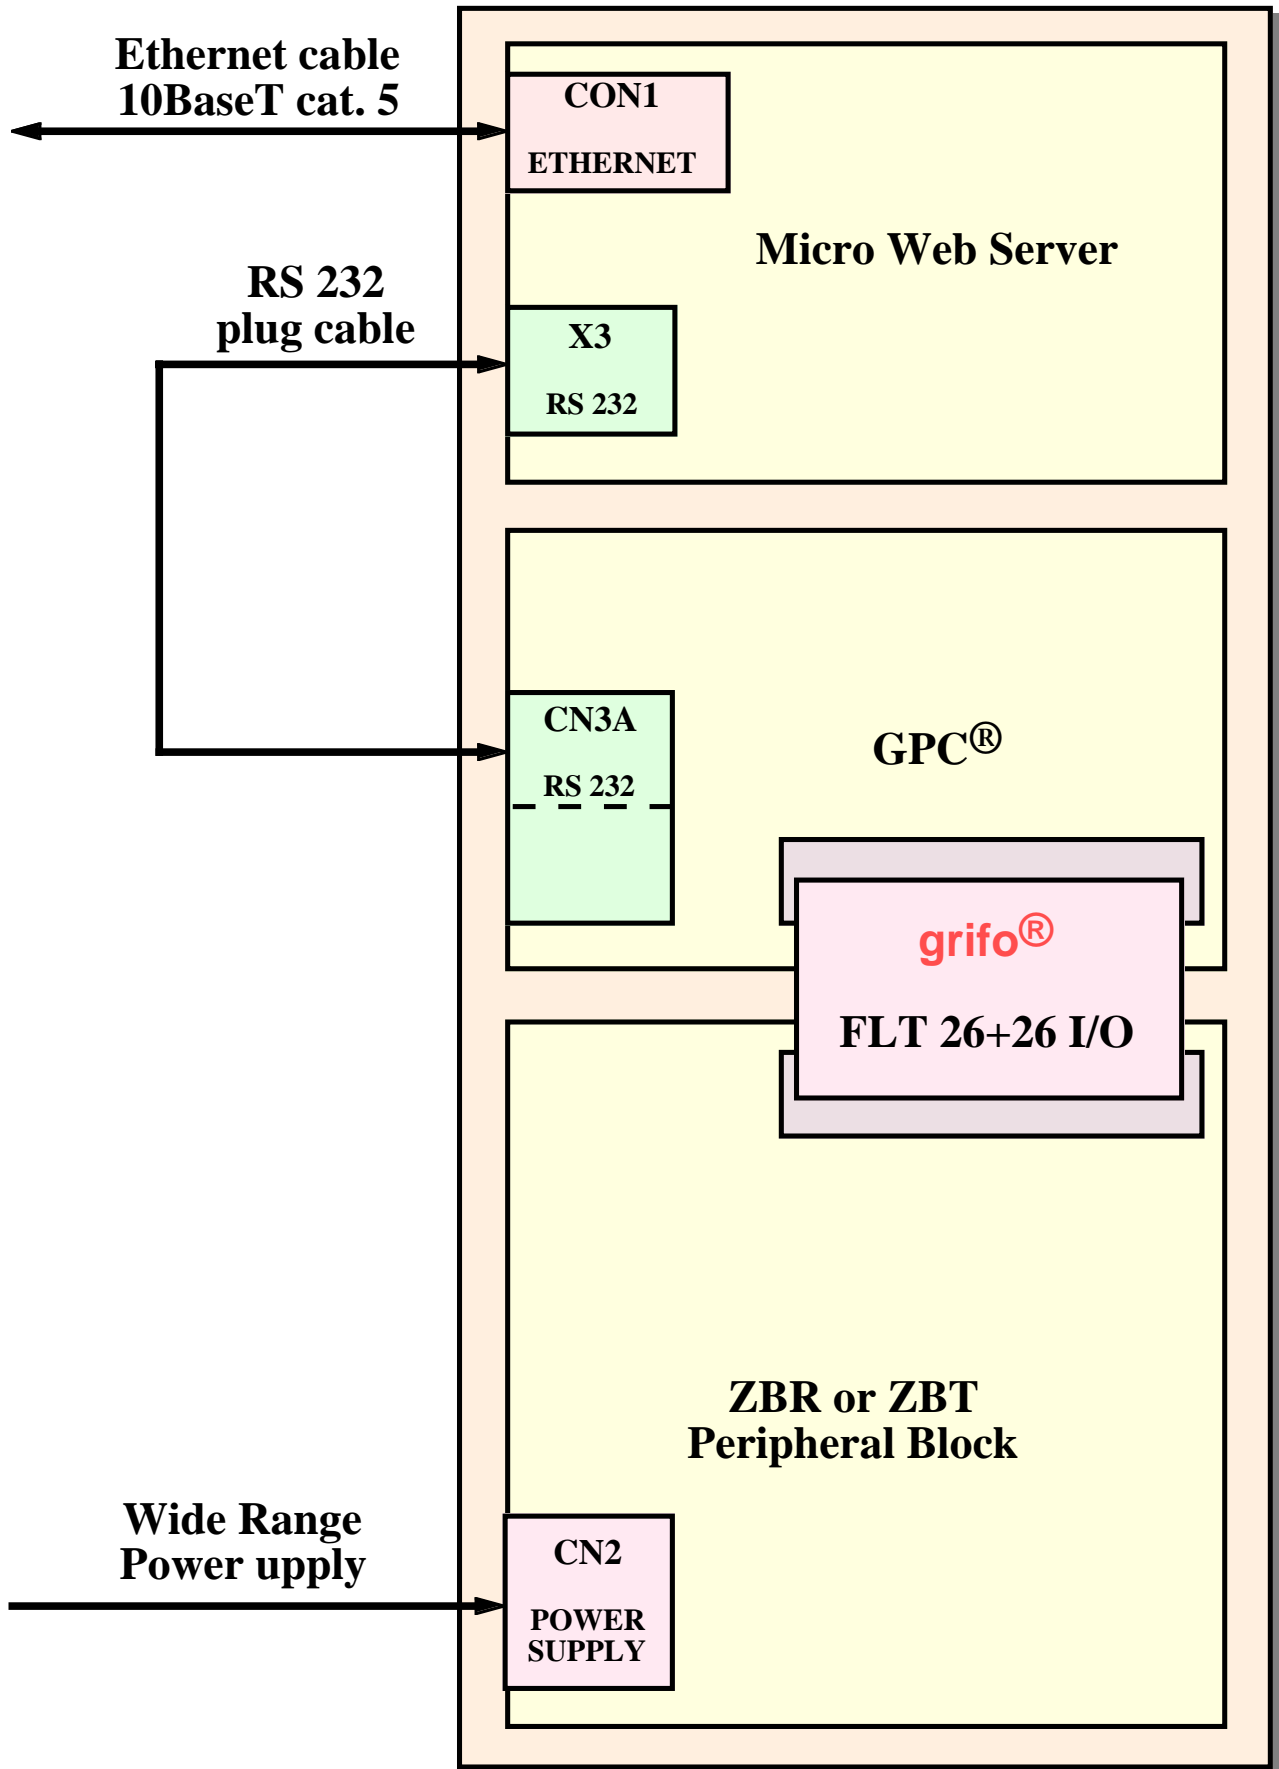 Ethernet cable
10BaseT cat. 5
CON1
ETHERNET
Micro Web Server
RS 232
plug cable
X3
RS 232
CN3A
RS 232
GPC®
grifo®
FLT 26+26 I/O
ZBR or ZBT
Peripheral Block
Wide Range
Power upply
CN2
POWER
SUPPLY